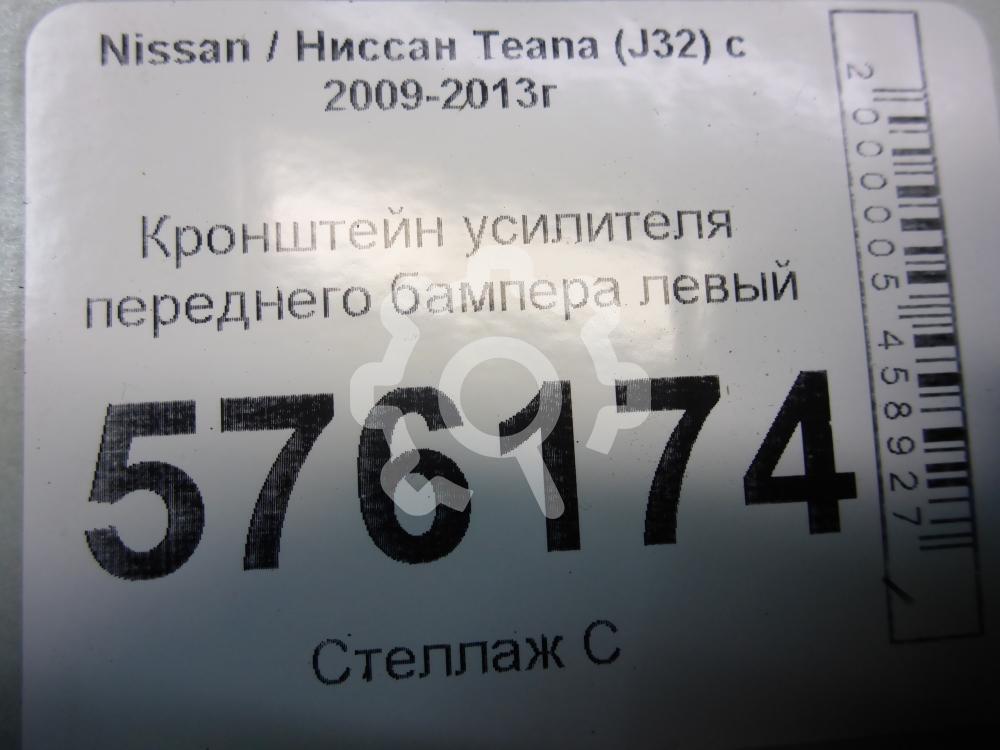 Nissan / Ниссан Teana (J32) с
2009-2013г
Кронштейн усилителя
переднего бампера левый
576174
Стеллаж С
2000005458927